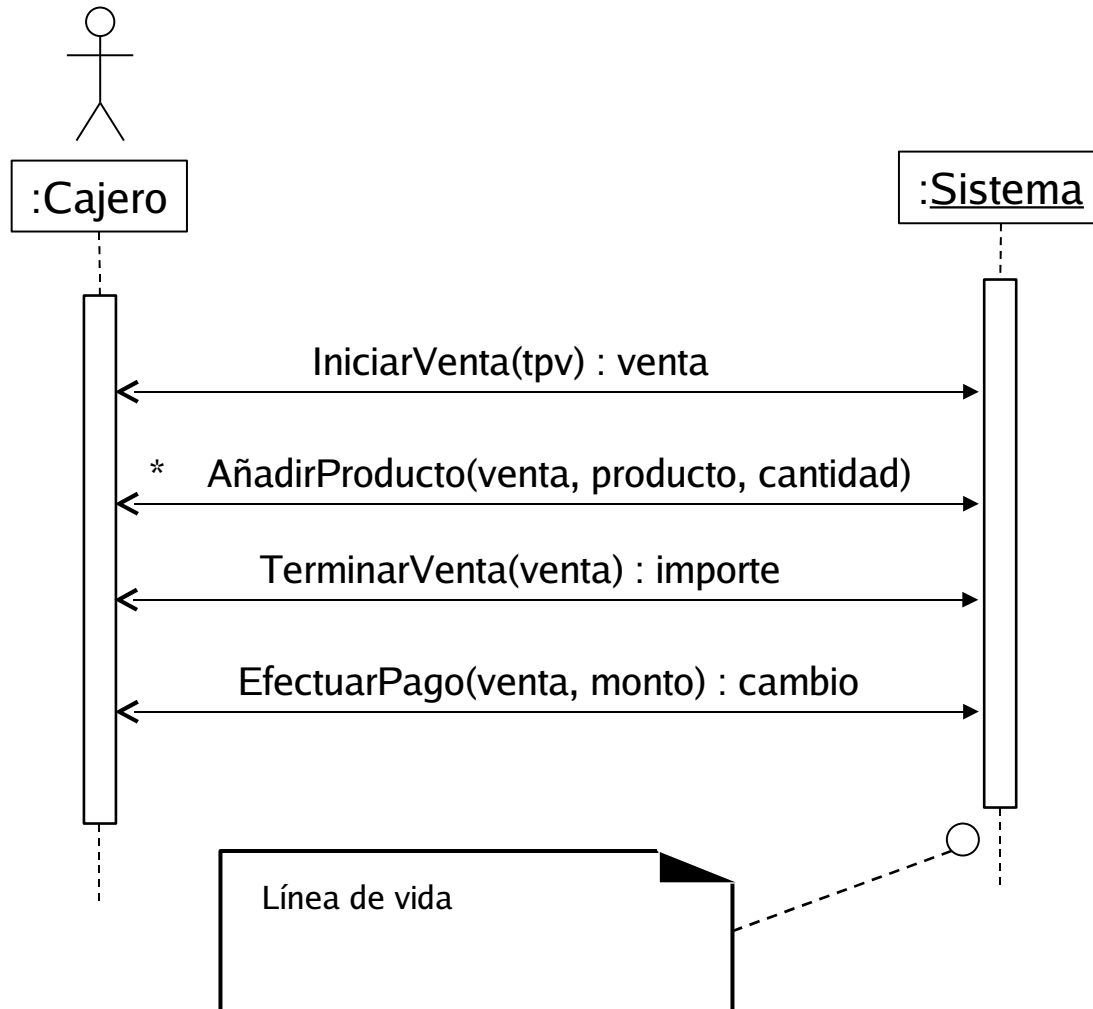 :Cajero
:Sistema
IniciarVenta(tpv) : venta
* AñadirProducto(venta, producto, cantidad)
TerminarVenta(venta) : importe
EfectuarPago(venta, monto) : cambio
Línea de vida